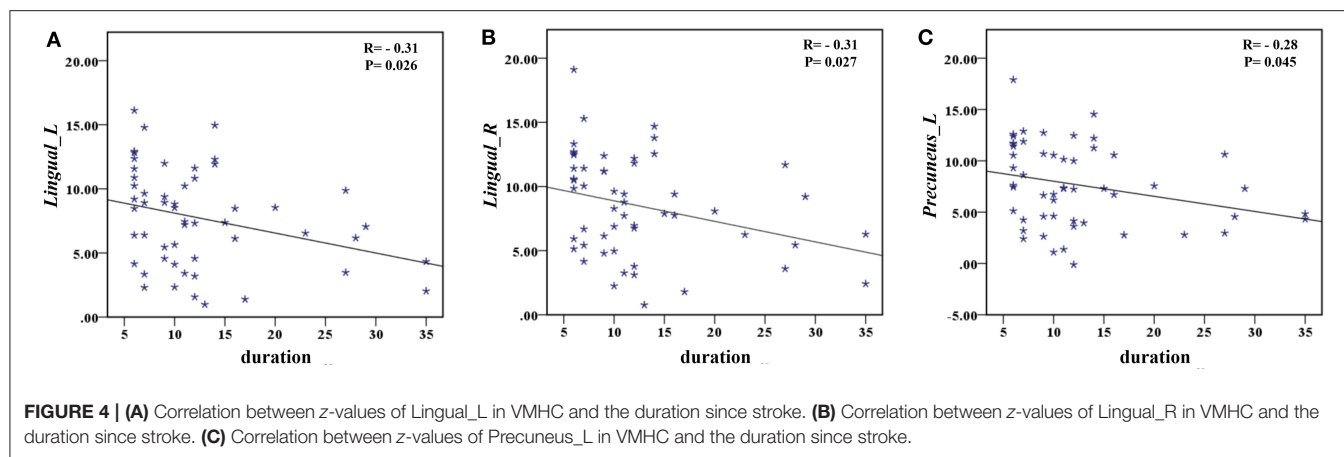 A
R= - 0.31
P= 0.026
20.00
15.00
10.00
5.00
.00
Lingual_L
5 10 15 20 25 30 35
duration
B
R= - 0.31
P= 0.027
20.00
15.00
10.00
5.00
.00
Lingual_R
5 10 15 20 25 30 35
duration
C
R= - 0.28
P= 0.045
20.00
15.00
10.00
5.00
.00
-5.00
Precuneus_L
5 10 15 20 25 30 35
duration
FIGURE 4 | (A) Correlation between z-values of Lingual_L in VMHC and the duration since stroke. (B) Correlation between z-values of Lingual_R in VMHC and the
duration since stroke. (C) Correlation between z-values of Precuneus_L in VMHC and the duration since stroke.